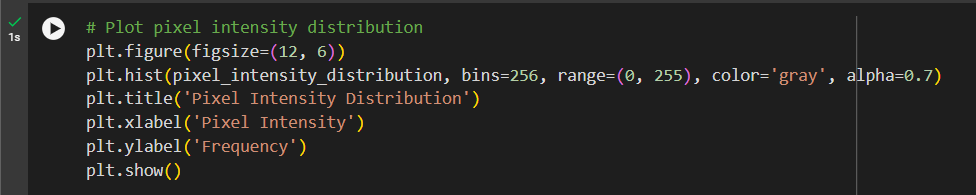 # Plot pixel intensity distribution
plt.figure(figsize=(12, 6))
plt.hist(pixel_intensity_distribution, bins=256, range=(0, 255), color='gray', alpha=0.7)
plt.title('Pixel Intensity Distribution')
plt.xlabel('Pixel Intensity')
plt.ylabel('Frequency')
plt.show()
1s